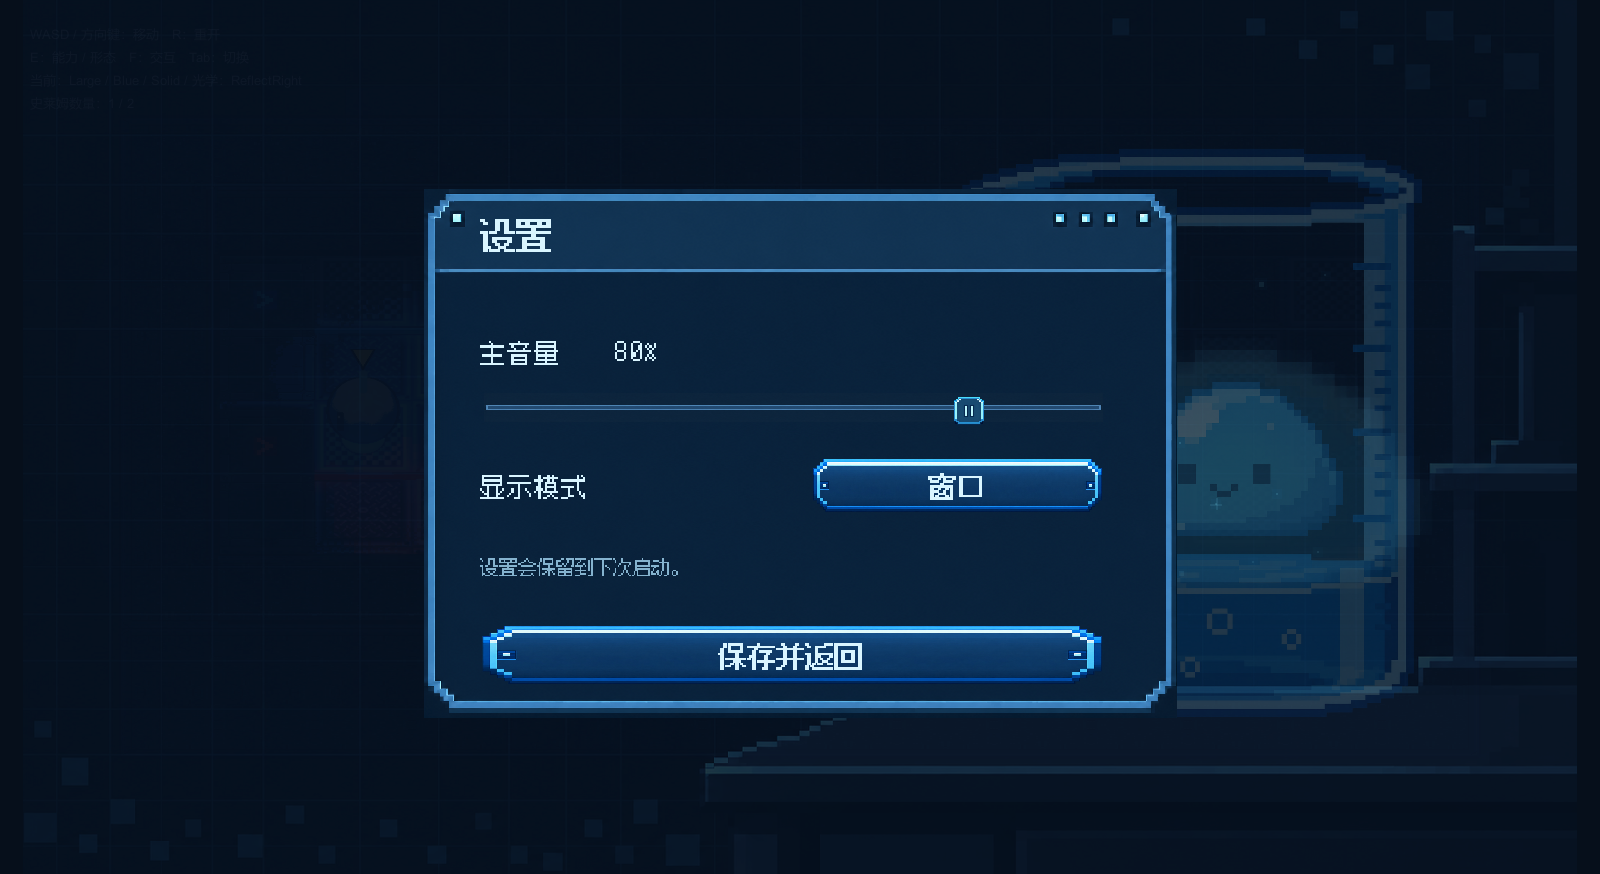 设置
主音量 80%
显示模式 窗口
设置会保留到下次启动。
保存并返回